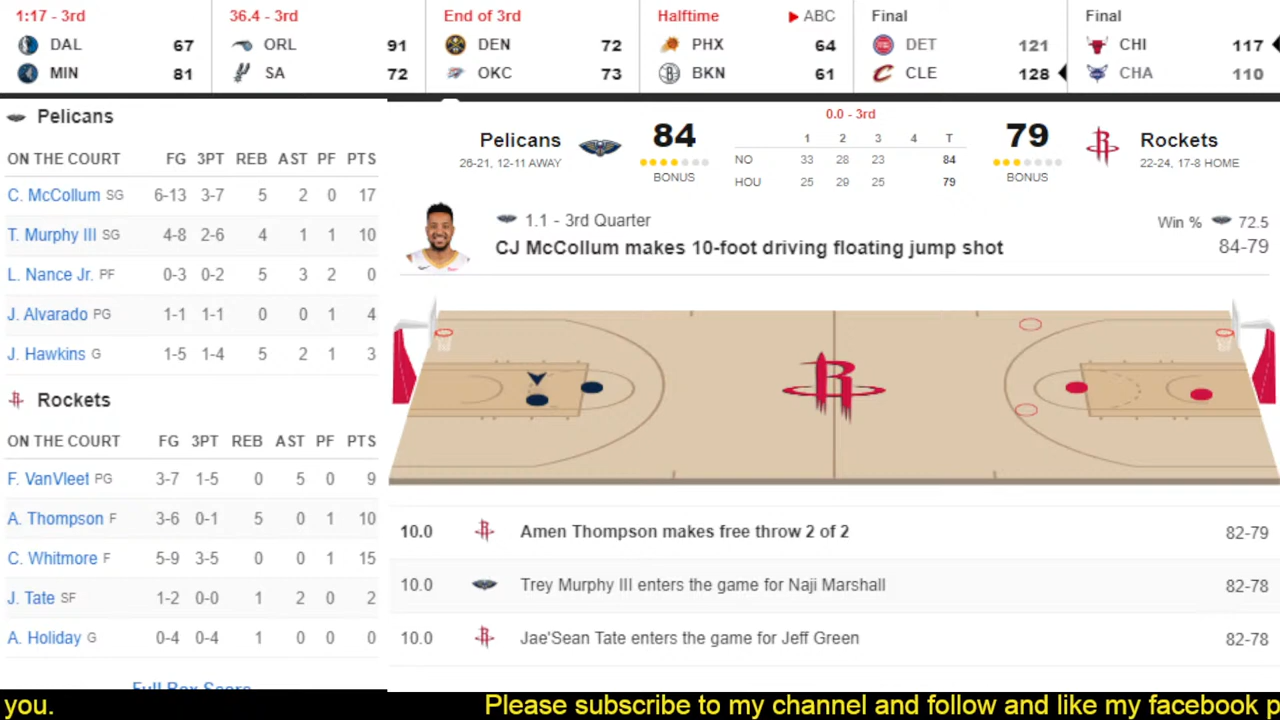 1:17 - 3rd
DAL 67
MIN 81
36.4 - 3rd
ORL 91
SA 72
End of 3rd
DEN 72
OKC 73
Halftime ABC
PHX 64
BKN 61
Final
DET 121
CLE 128
Final
CHI 117
CHA 110
Pelicans
ON THE COURT FG 3PT REB AST PF PTS
C. McCollum SG 6-13 3-7 5 2 0 17
T. Murphy III SG 4-8 2-6 4 1 1 10
L. Nance Jr. PF 0-3 0-2 5 3 2 0
J. Alvarado PG 1-1 1-1 0 0 1 4
J. Hawkins G 1-5 1-4 5 2 1 3
Rockets
ON THE COURT FG 3PT REB AST PF PTS
F. VanVleet PG 3-7 1-5 0 5 0 9
A. Thompson F 3-6 0-1 5 0 1 10
C. Whitmore F 5-9 3-5 0 0 1 15
J. Tate SF 1-2 0-0 1 2 0 2
A. Holiday G 0-4 0-4 1 0 0 0
Full Box Score
Pelicans
26-21, 12-11 AWAY
84
BONUS
0.0 - 3rd
1 2 3 4 T
NO 33 28 23 84
HOU 25 29 25 79
79
BONUS
Rockets
22-24, 17-8 HOME
1.1 - 3rd Quarter
CJ McCollum makes 10-foot driving floating jump shot
Win % 72.5
84-79
R
10.0 Amen Thompson makes free throw 2 of 2 82-79
10.0 Trey Murphy III enters the game for Naji Marshall 82-78
10.0 Jae'Sean Tate enters the game for Jeff Green 82-78
you. Please subscribe to my channel and follow and like my facebook p